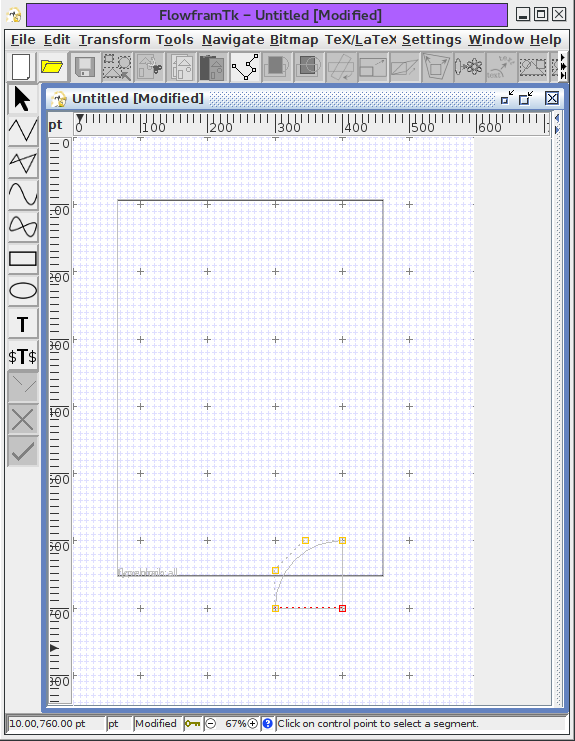 FlowframTk – Untitled [Modified]
File Edit Transform Tools Navigate Bitmap TeX/LaTeX Settings Window Help
Untitled [Modified]
pt 0 100 200 300 400 500 600
0
100
200
300
400
500
600
700
800
T
$T$
10.00,760.00 pt pt Modified 67% Click on control point to select a segment.